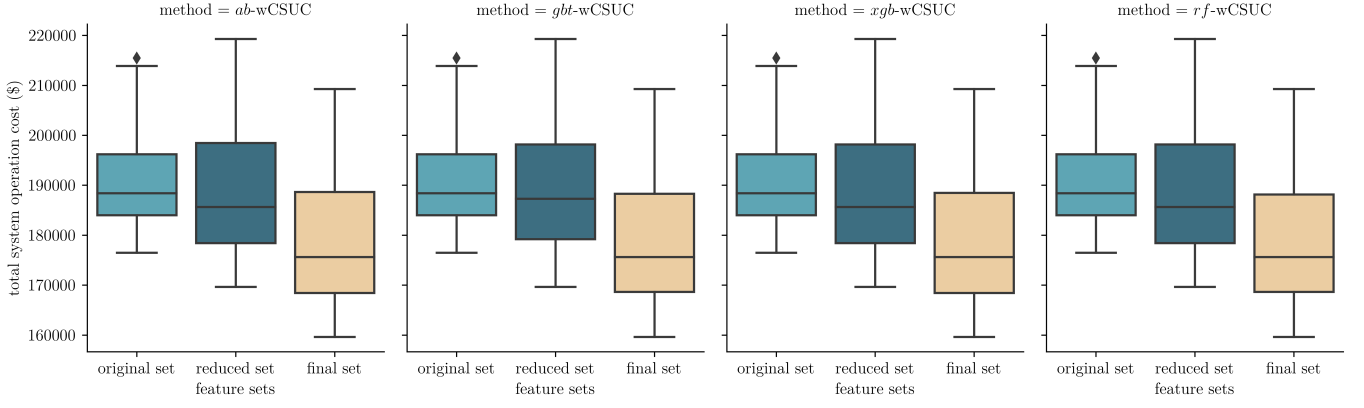 method = ab-wCSUC
method = gbt-wCSUC
method = xgb-wCSUC
method = rf-wCSUC
total system operation cost ($)
220000
210000
200000
190000
180000
170000
160000
original set reduced set final set
feature sets
original set reduced set final set
feature sets
original set reduced set final set
feature sets
original set reduced set final set
feature sets